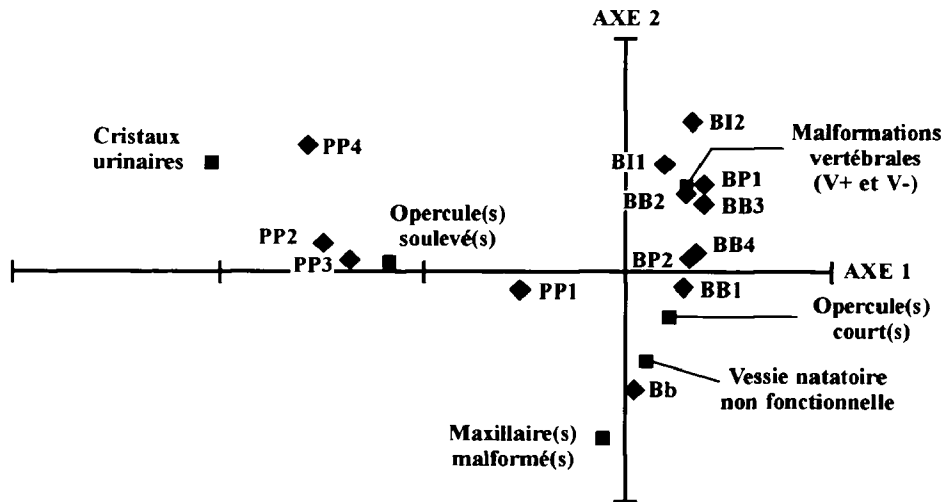 AXE 2
BI2
Cristaux
urinaires
PP4
Malformations
vertébrales
(V+ et V-)
BI1
BP1
BB2
BB3
Opercule(s)
soulevé(s)
PP2
PP3
BB4
BP2
AXE 1
PP1
BB1
Opercule(s)
court(s)
Vessie natatoire
non fonctionnelle
Bb
Maxillaire(s)
malformé(s)